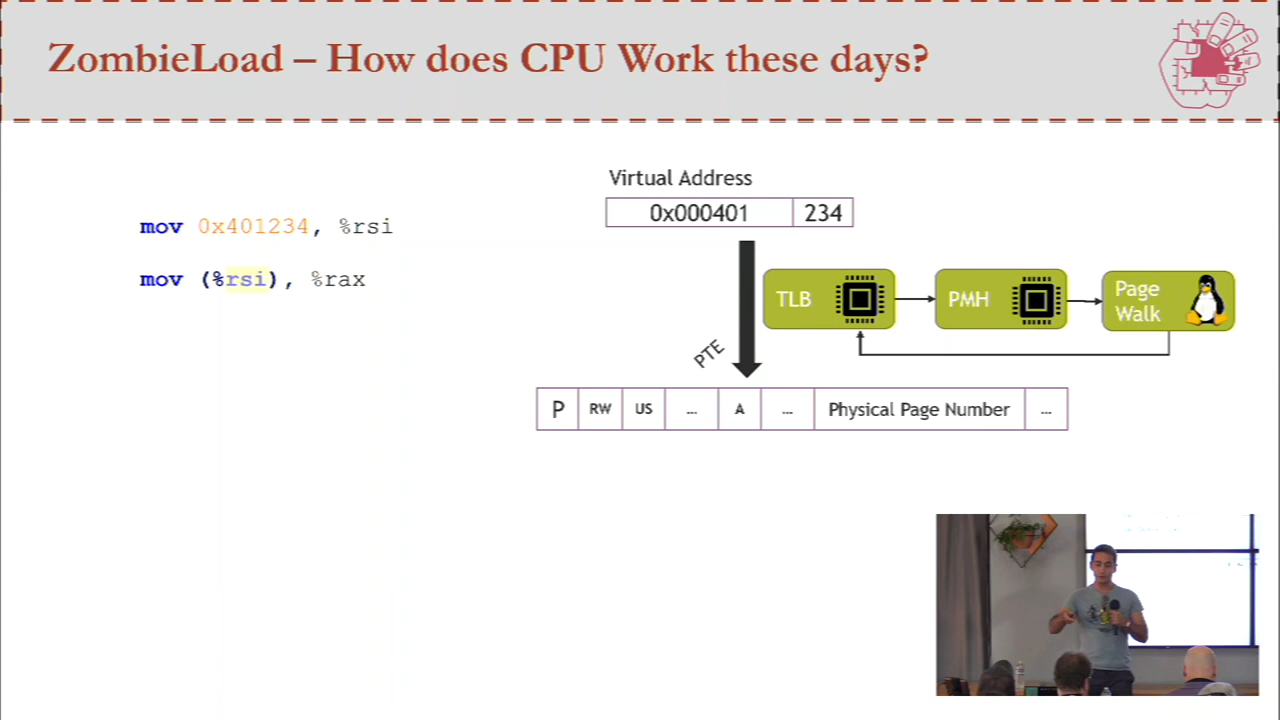 ZombieLoad – How does CPU Work these days?
mov 0x401234, %rsi
mov (%rsi), %rax
Virtual Address
0x000401 234
TLB
PMH
Page
Walk
PTE
P RW US ... A ... Physical Page Number ...